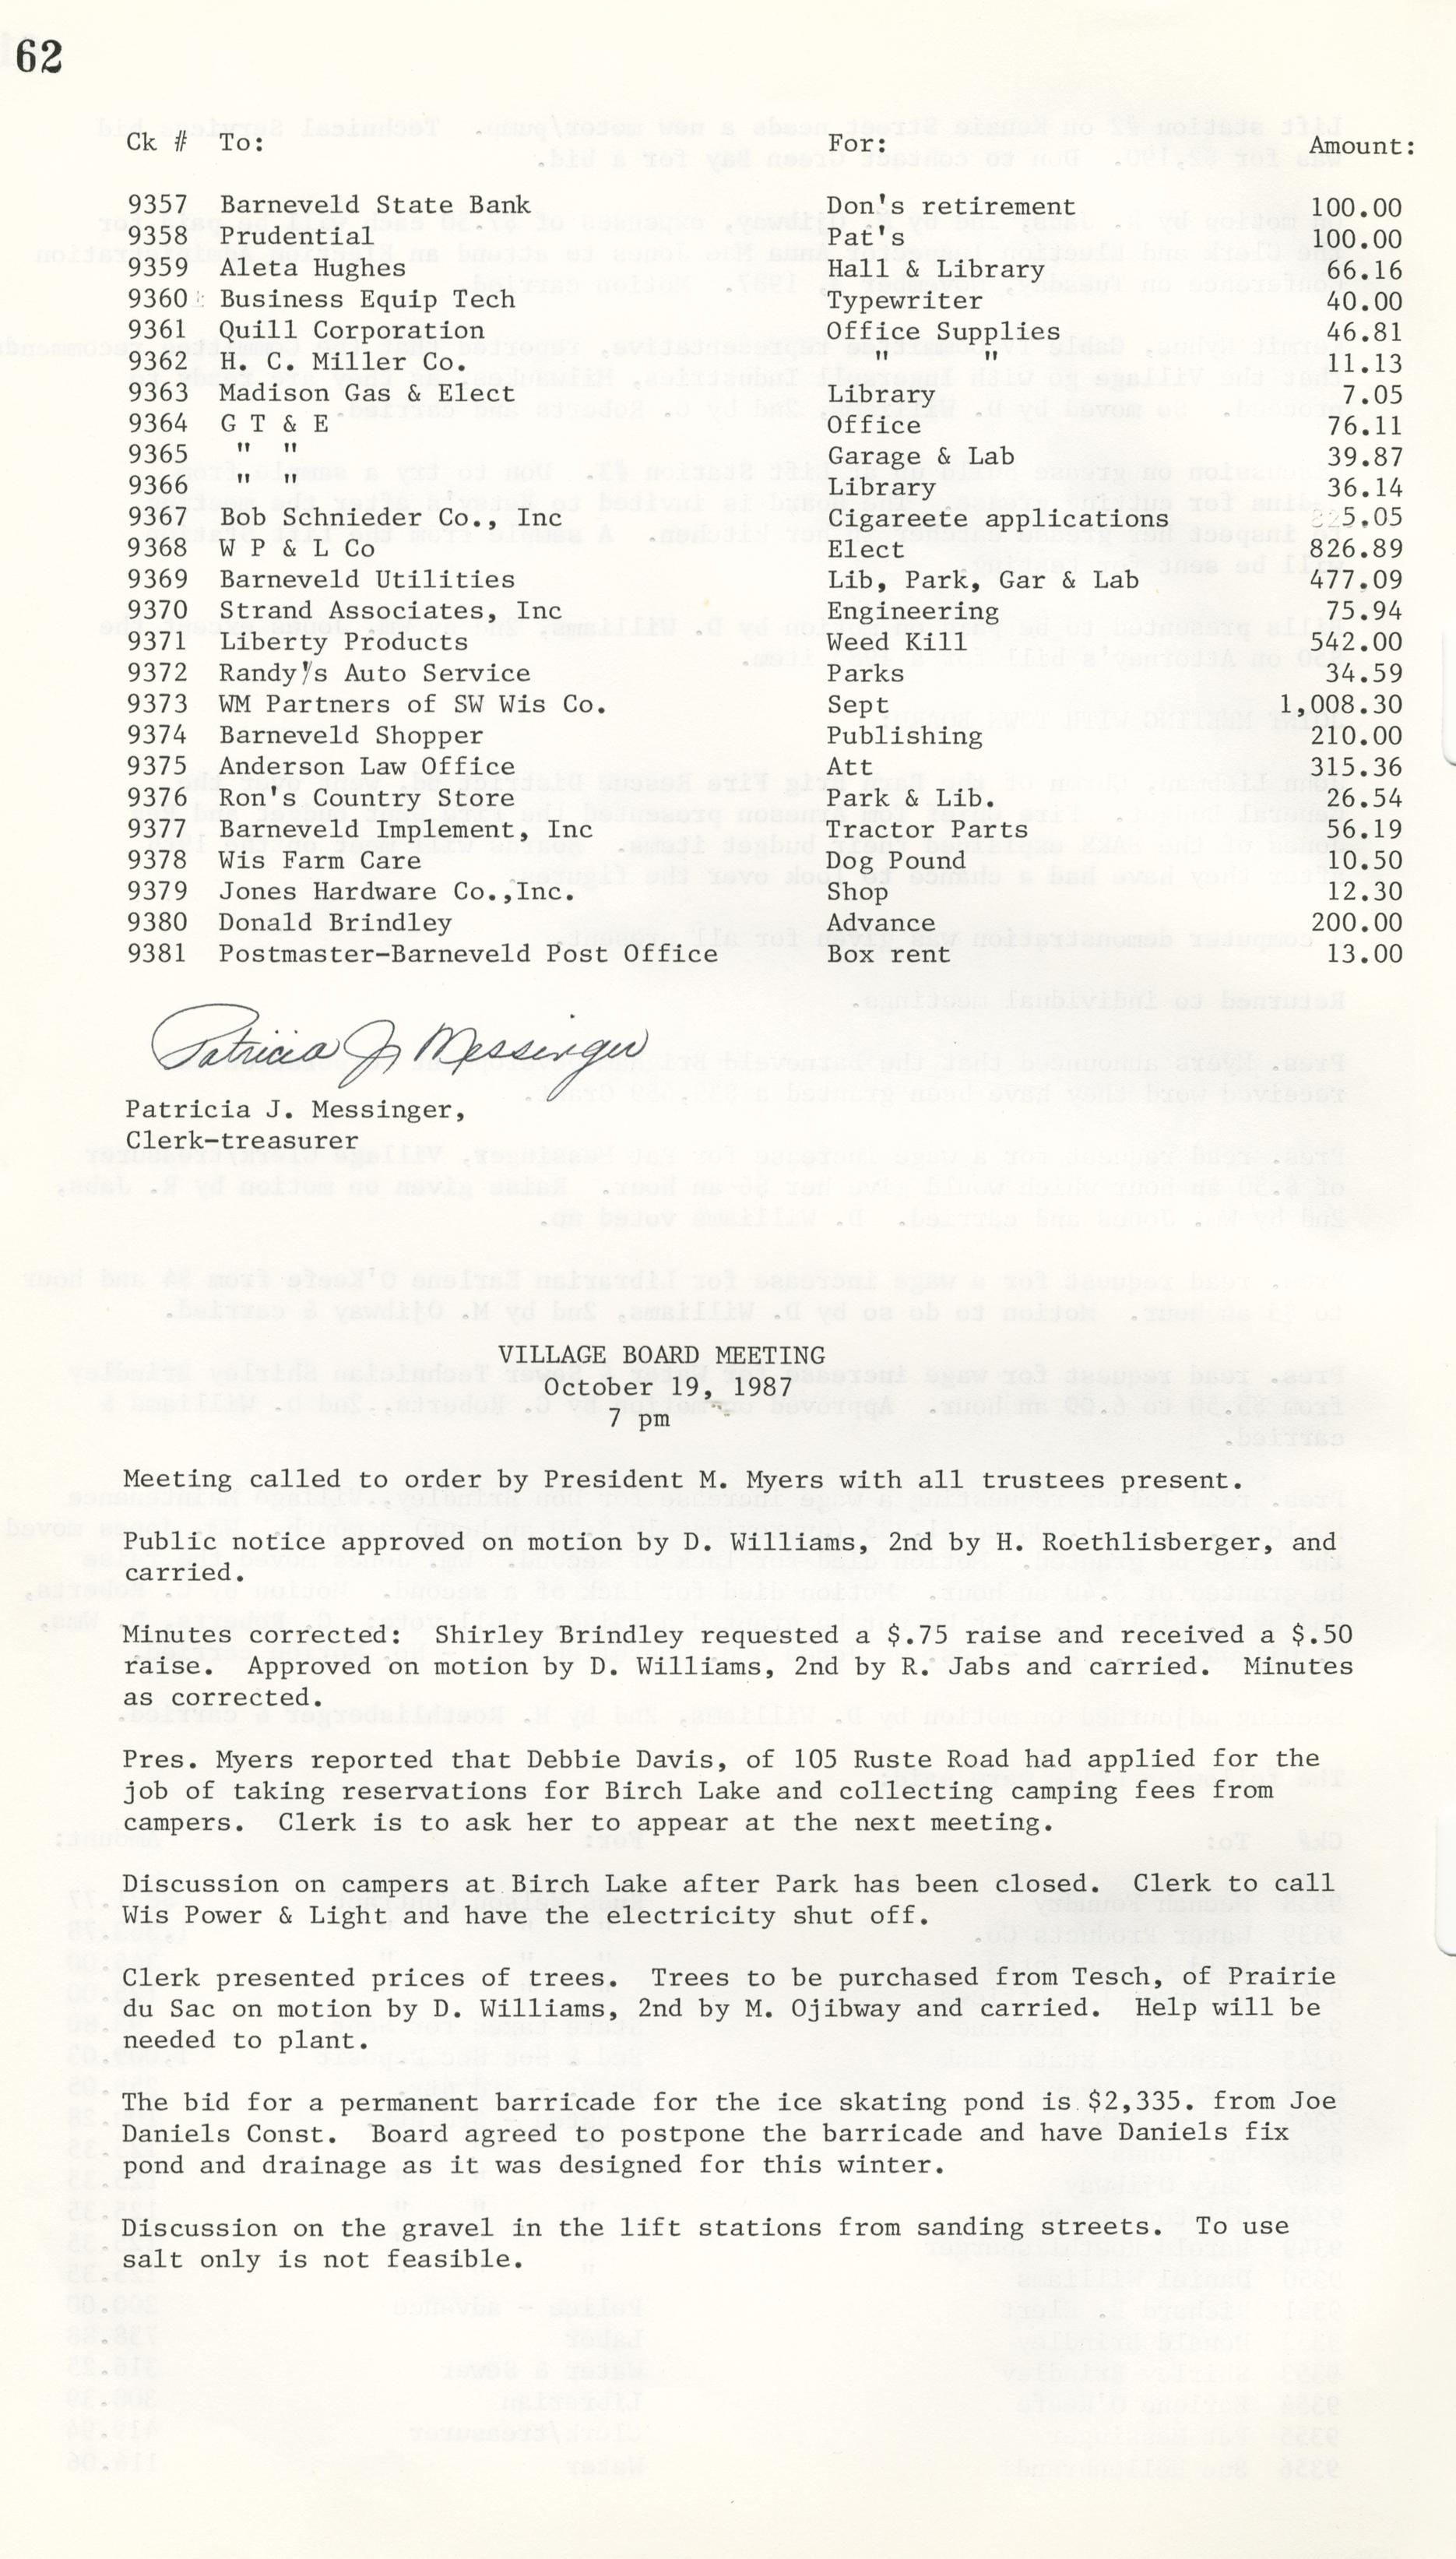 62
Ck # To: For: Amount:
9357 Barneveld State Bank Don's retirement 100.00
9358 Prudential Pat's 100.00
9359 Aleta Hughes Hall & Library 66.16
9360 Business Equip Tech Typewriter 40.00
9361 Quill Corporation Office Supplies 46.81
9362 H. C. Miller Co. " " 11.13
9363 Madison Gas & Elect Library 7.05
9364 G T & E Office 76.11
9365 " " Garage & Lab 39.87
9366 " " Library 36.14
9367 Bob Schnieder Co., Inc Cigareete applications 5.05
9368 W P & L Co Elect 826.89
9369 Barneveld Utilities Lib, Park, Gar & Lab 477.09
9370 Strand Associates, Inc Engineering 75.94
9371 Liberty Products Weed Kill 542.00
9372 Randy's Auto Service Parks 34.59
9373 WM Partners of SW Wis Co. Sept 1,008.30
9374 Barneveld Shopper Publishing 210.00
9375 Anderson Law Office Att 315.36
9376 Ron's Country Store Park & Lib. 26.54
9377 Barneveld Implement, Inc Tractor Parts 56.19
9378 Wis Farm Care Dog Pound 10.50
9379 Jones Hardware Co.,Inc. Shop 12.30
9380 Donald Brindley Advance 200.00
9381 Postmaster-Barneveld Post Office Box rent 13.00
Patricia J Messinger
Patricia J. Messinger,
Clerk-treasurer
VILLAGE BOARD MEETING
October 19, 1987
7 pm
Meeting called to order by President M. Myers with all trustees present.
Public notice approved on motion by D. Williams, 2nd by H. Roethlisberger, and
carried.
Minutes corrected: Shirley Brindley requested a $.75 raise and received a $.50
raise. Approved on motion by D. Williams, 2nd by R. Jabs and carried. Minutes
as corrected.
Pres. Myers reported that Debbie Davis, of 105 Ruste Road had applied for the
job of taking reservations for Birch Lake and collecting camping fees from
campers. Clerk is to ask her to appear at the next meeting.
Discussion on campers at Birch Lake after Park has been closed. Clerk to call
Wis Power & Light and have the electricity shut off.
Clerk presented prices of trees. Trees to be purchased from Tesch, of Prairie
du Sac on motion by D. Williams, 2nd by M. Ojibway and carried. Help will be
needed to plant.
The bid for a permanent barricade for the ice skating pond is $2,335. from Joe
Daniels Const. Board agreed to postpone the barricade and have Daniels fix
pond and drainage as it was designed for this winter.
Discussion on the gravel in the lift stations from sanding streets. To use
salt only is not feasible.